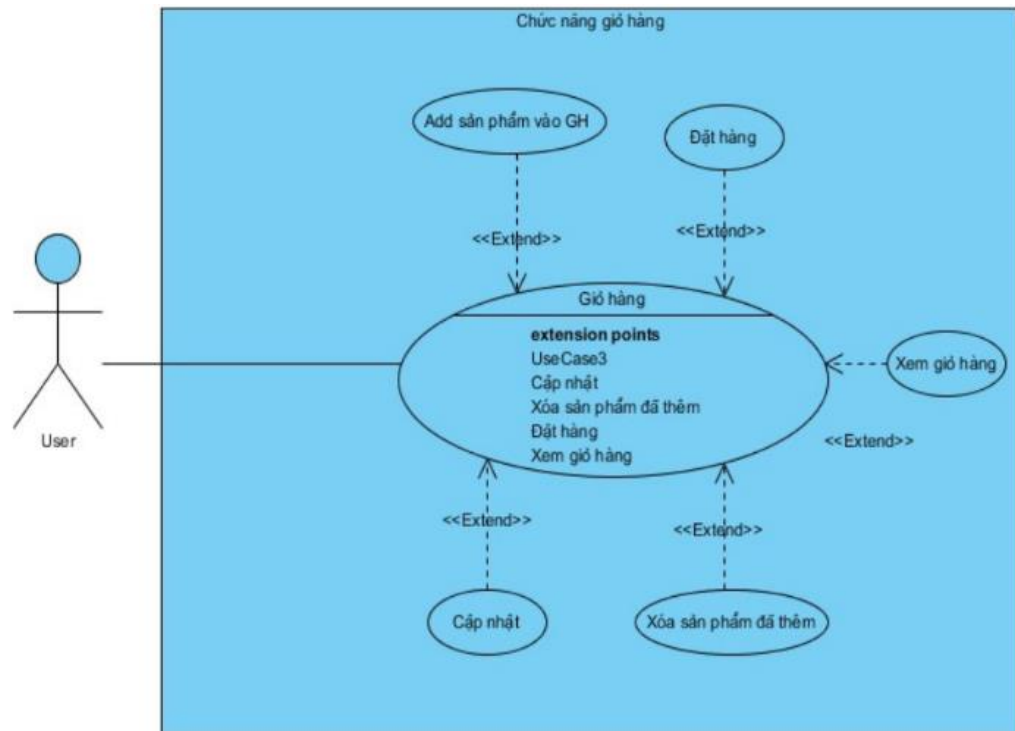 Chức năng giỏ hàng
Add sản phẩm vào GH
Đặt hàng
<<Extend>>
<<Extend>>
Giỏ hàng
extension points
UseCase3
Cập nhật
Xóa sản phẩm đã thêm
Đặt hàng
Xem giỏ hàng
Xem giỏ hàng
<<Extend>>
User
<<Extend>>
<<Extend>>
Cập nhật
Xóa sản phẩm đã thêm